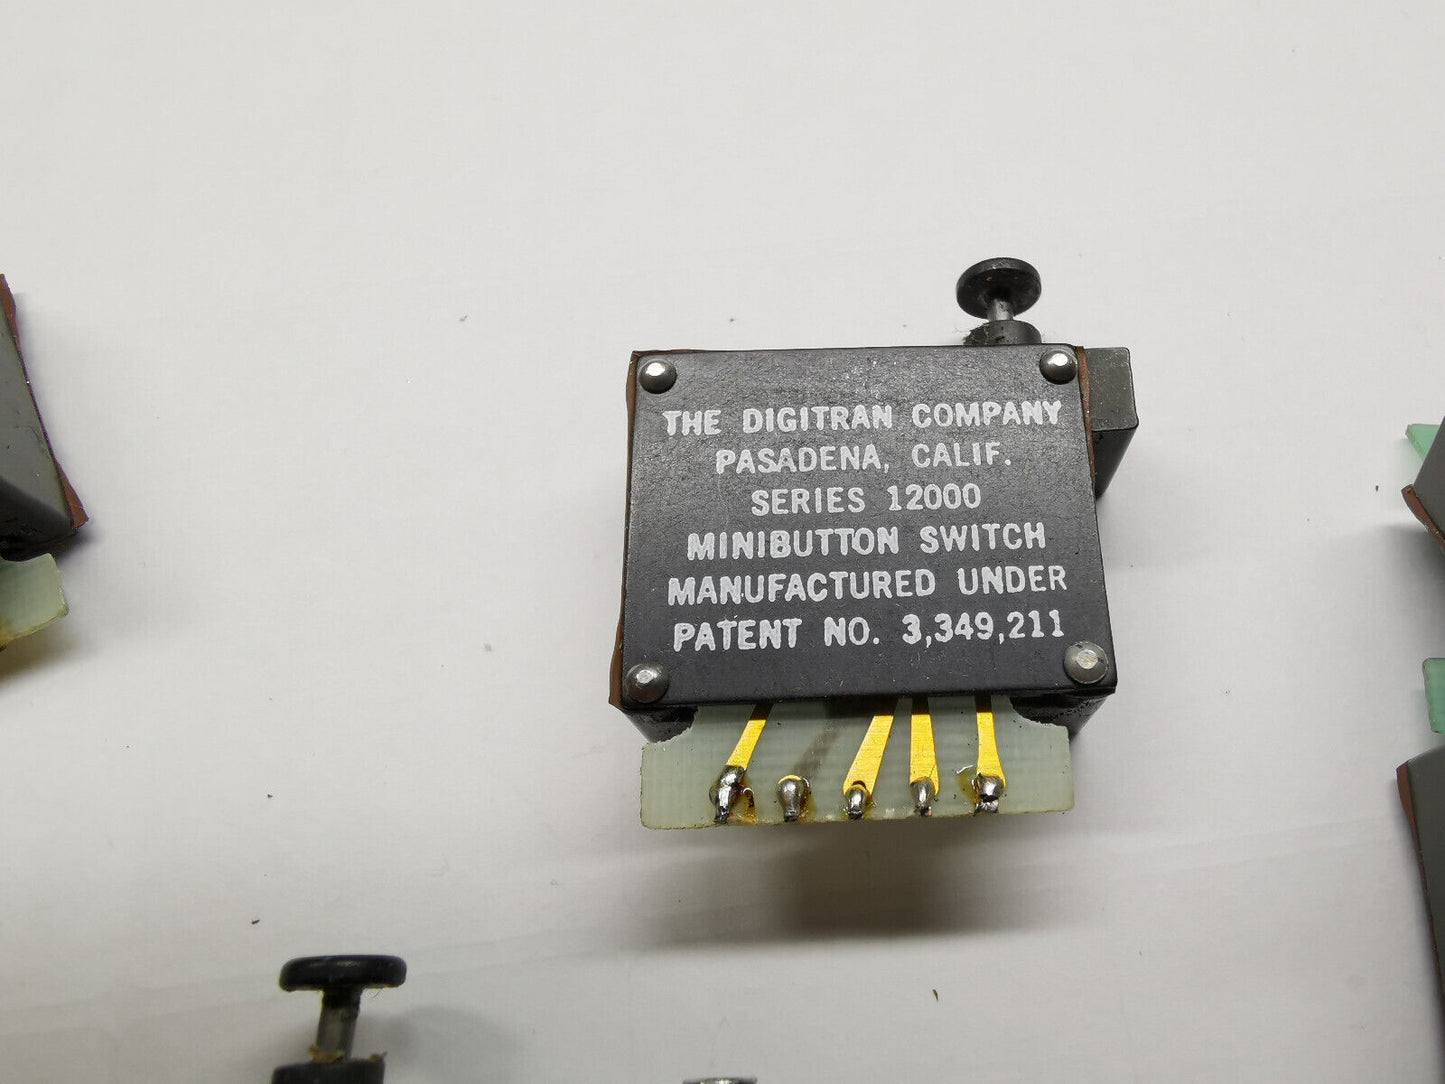 THE DIGITRAN COMPANY
PASADENA, CALIF.
SERIES 12000
MINIBUTTON SWITCH
MANUFACTURED UNDER
PATENT NO. 3,349,211